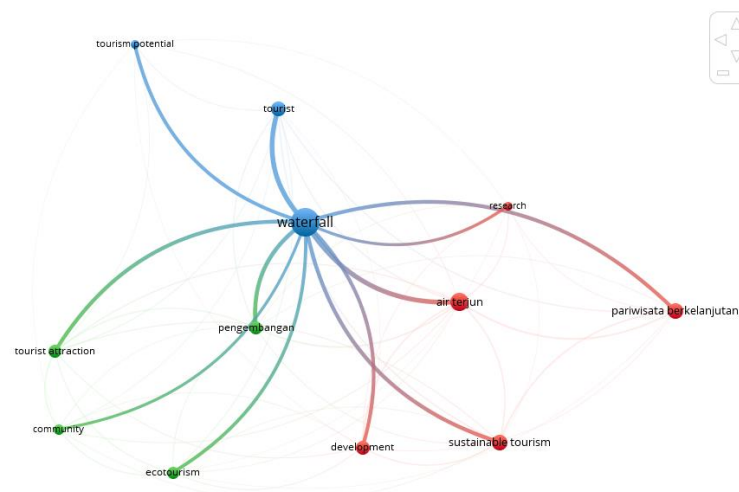 tourism potential
tourist
research
waterfall
air terjun
pariwisata berkelanjutan
pengembangan
tourist attraction
community
development
sustainable tourism
ecotourism